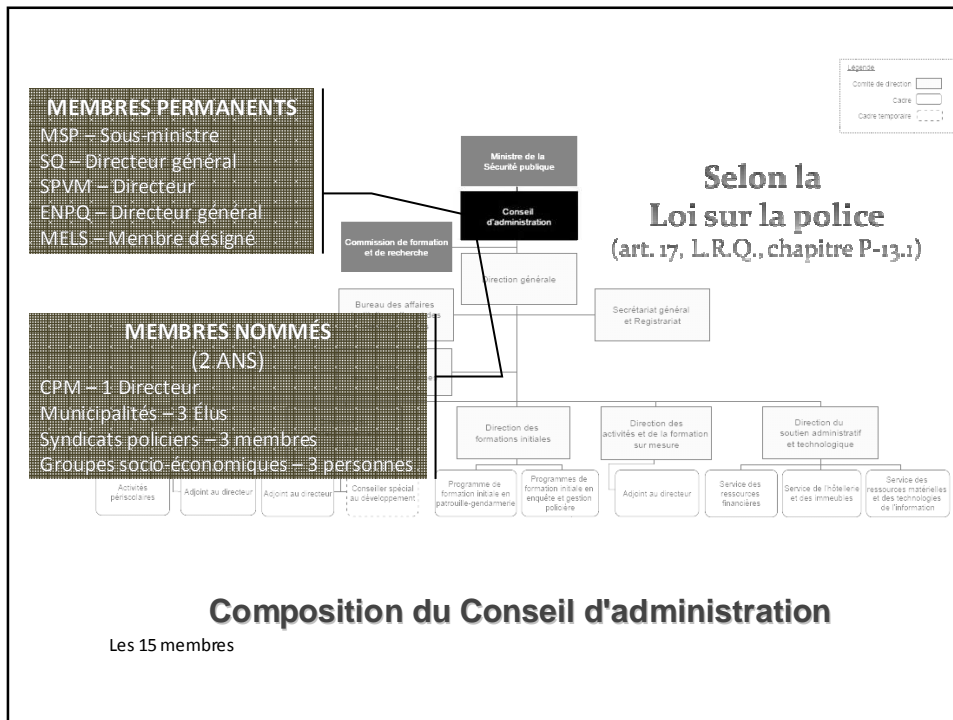 Légende
Comité de direction
Cadre
Cadre temporaire
MEMBRES PERMANENTS
MSP – Sous-ministre
SQ – Directeur général
SPVM – Directeur
ENPQ – Directeur général
MELS – Membre désigné
Ministre de la
Sécurité publique
Conseil
d'administration
Commission de formation
et de recherche
Selon la
Loi sur la police
(art. 17, L.R.Q., chapitre P-13.1)
Direction générale
Bureau des affaires
Secrétariat général
et Registrariat
MEMBRES NOMMÉS
(2 ANS)
CPM – 1 Directeur
Municipalités – 3 Élus
Syndicats policiers – 3 membres
Groupes socio-économiques – 3 personnes
Direction des
formations initiales
Direction des
activités et de la formation
sur mesure
Direction du
soutien administratif
et technologique
Activités
périscolaires
Adjoint au directeur
Adjoint au directeur
Conseiller spécial
au développement
Programme de
formation initiale en
patrouille-gendarmerie
Programmes de
formation initiale en
enquête et gestion
policière
Adjoint au directeur
Service des
ressources
financières
Service de l'hôtellerie
et des immeubles
Service des
ressources matérielles
et des technologies
de l'information
Composition du Conseil d'administration
Les 15 membres